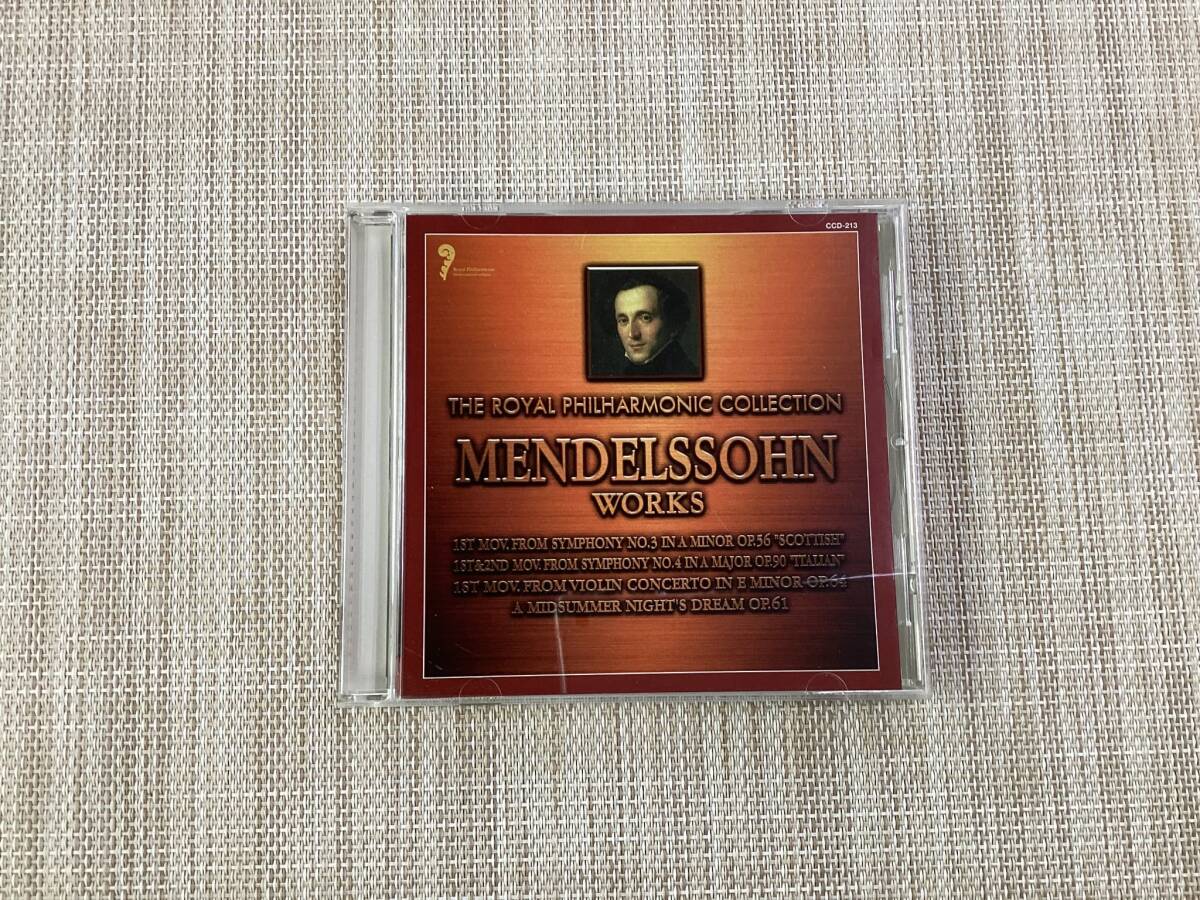 CCD-213
Royal Philharmonic
THE ROYAL PHILHARMONIC COLLECTION
MENDELSSOHN
WORKS
1ST MOV. FROM SYMPHONY NO.3 IN A MINOR OP.56 "SCOTTISH"
1ST&2ND MOV. FROM SYMPHONY NO.4 IN A MAJOR OP.90 "ITALIAN"
1ST MOV. FROM VIOLIN CONCERTO IN E MINOR OP.64
A MIDSUMMER NIGHT'S DREAM OP.61